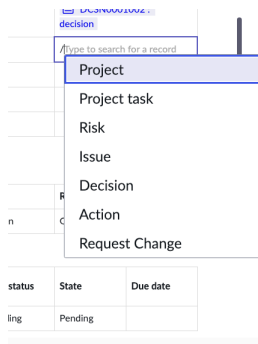 DCSN0001002 :
decision
/Type to search for a record
Project
Project task
Risk
Issue
Decision
Action
Request Change
n
status State Due date
Pending